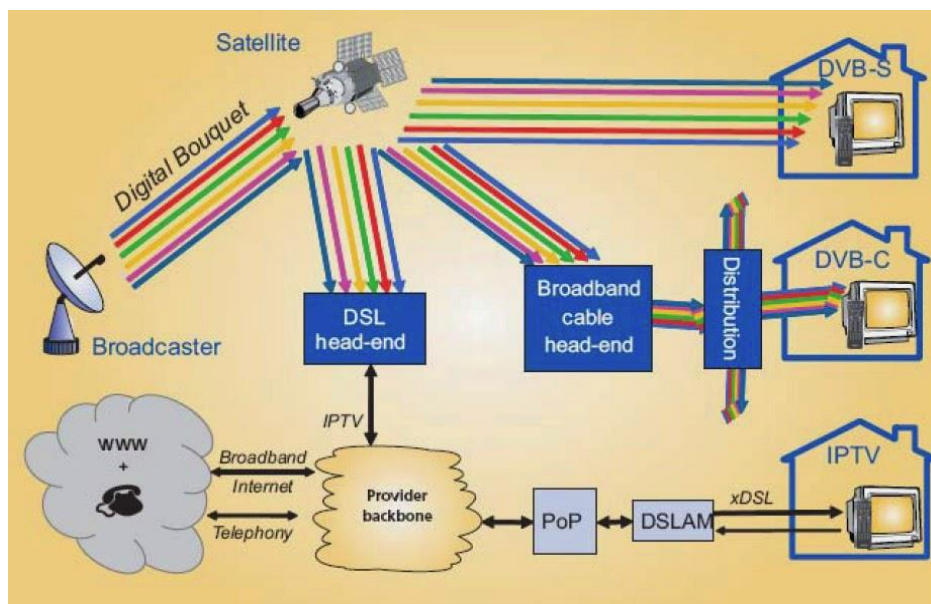 Satellite
DVB-S
Digital Bouquet
Broadcaster
DSL
head-end
Broadband
cable
head-end
Distribution
DVB-C
IPTV
WWW
+
Broadband
Internet
Telephony
Provider
backbone
PoP
DSLAM
xDSL
IPTV